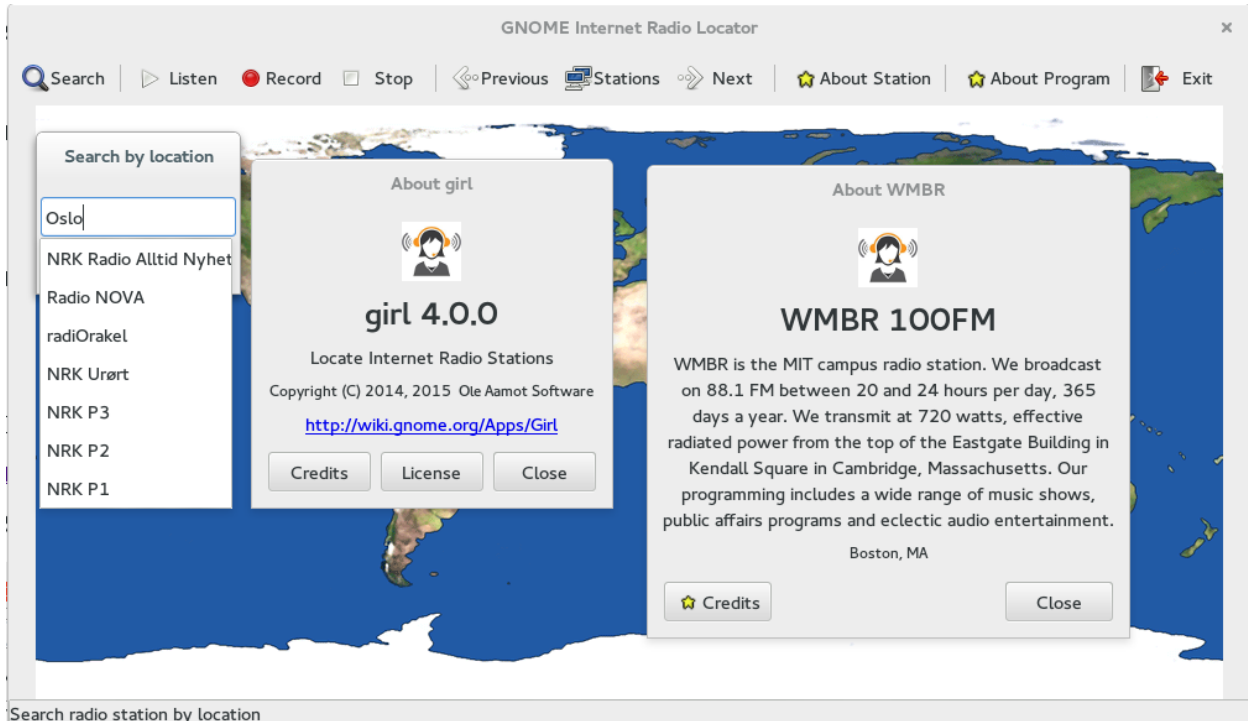 GNOME Internet Radio Locator
Search Listen Record Stop Previous Stations Next About Station About Program Exit
Search by location
Oslo
NRK Radio Alltid Nyhet
Radio NOVA
radiOrakel
NRK Urørt
NRK P3
NRK P2
NRK P1
About girl
girl 4.0.0
Locate Internet Radio Stations
Copyright (C) 2014, 2015 Ole Aamot Software
http://wiki.gnome.org/Apps/Girl
Credits License Close
About WMBR
WMBR 100FM
WMBR is the MIT campus radio station. We broadcast
on 88.1 FM between 20 and 24 hours per day, 365
days a year. We transmit at 720 watts, effective
radiated power from the top of the Eastgate Building in
Kendall Square in Cambridge, Massachusetts. Our
programming includes a wide range of music shows,
public affairs programs and eclectic audio entertainment.
Boston, MA
Credits Close
Search radio station by location